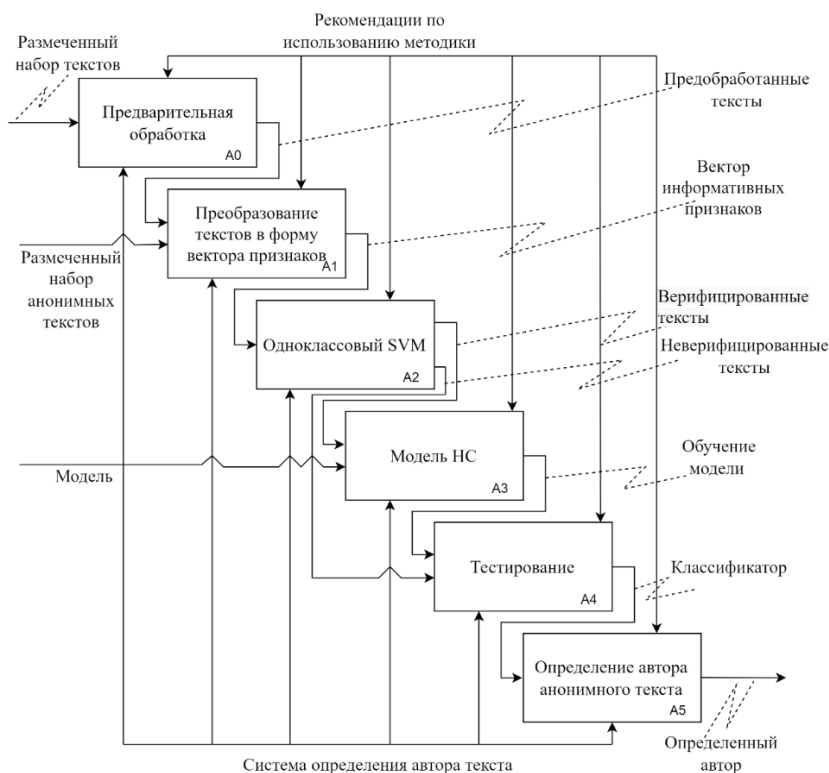 Рекомендации по
использованию методики
Размеченный
набор текстов
Предварительная
обработка
A0
Предобработанные
тексты
Вектор
информативных
признаков
Преобразование
текстов в форму
вектора признаков
A1
Размеченный
набор
анонимных
текстов
Верифицированные
тексты
Одноклассовый SVM
A2
Неверифицированные
тексты
Модель НС
A3
Обучение
модели
Модель
Тестирование
A4
Классификатор
Определение автора
анонимного текста
A5
Определенный
автор
Система определения автора текста